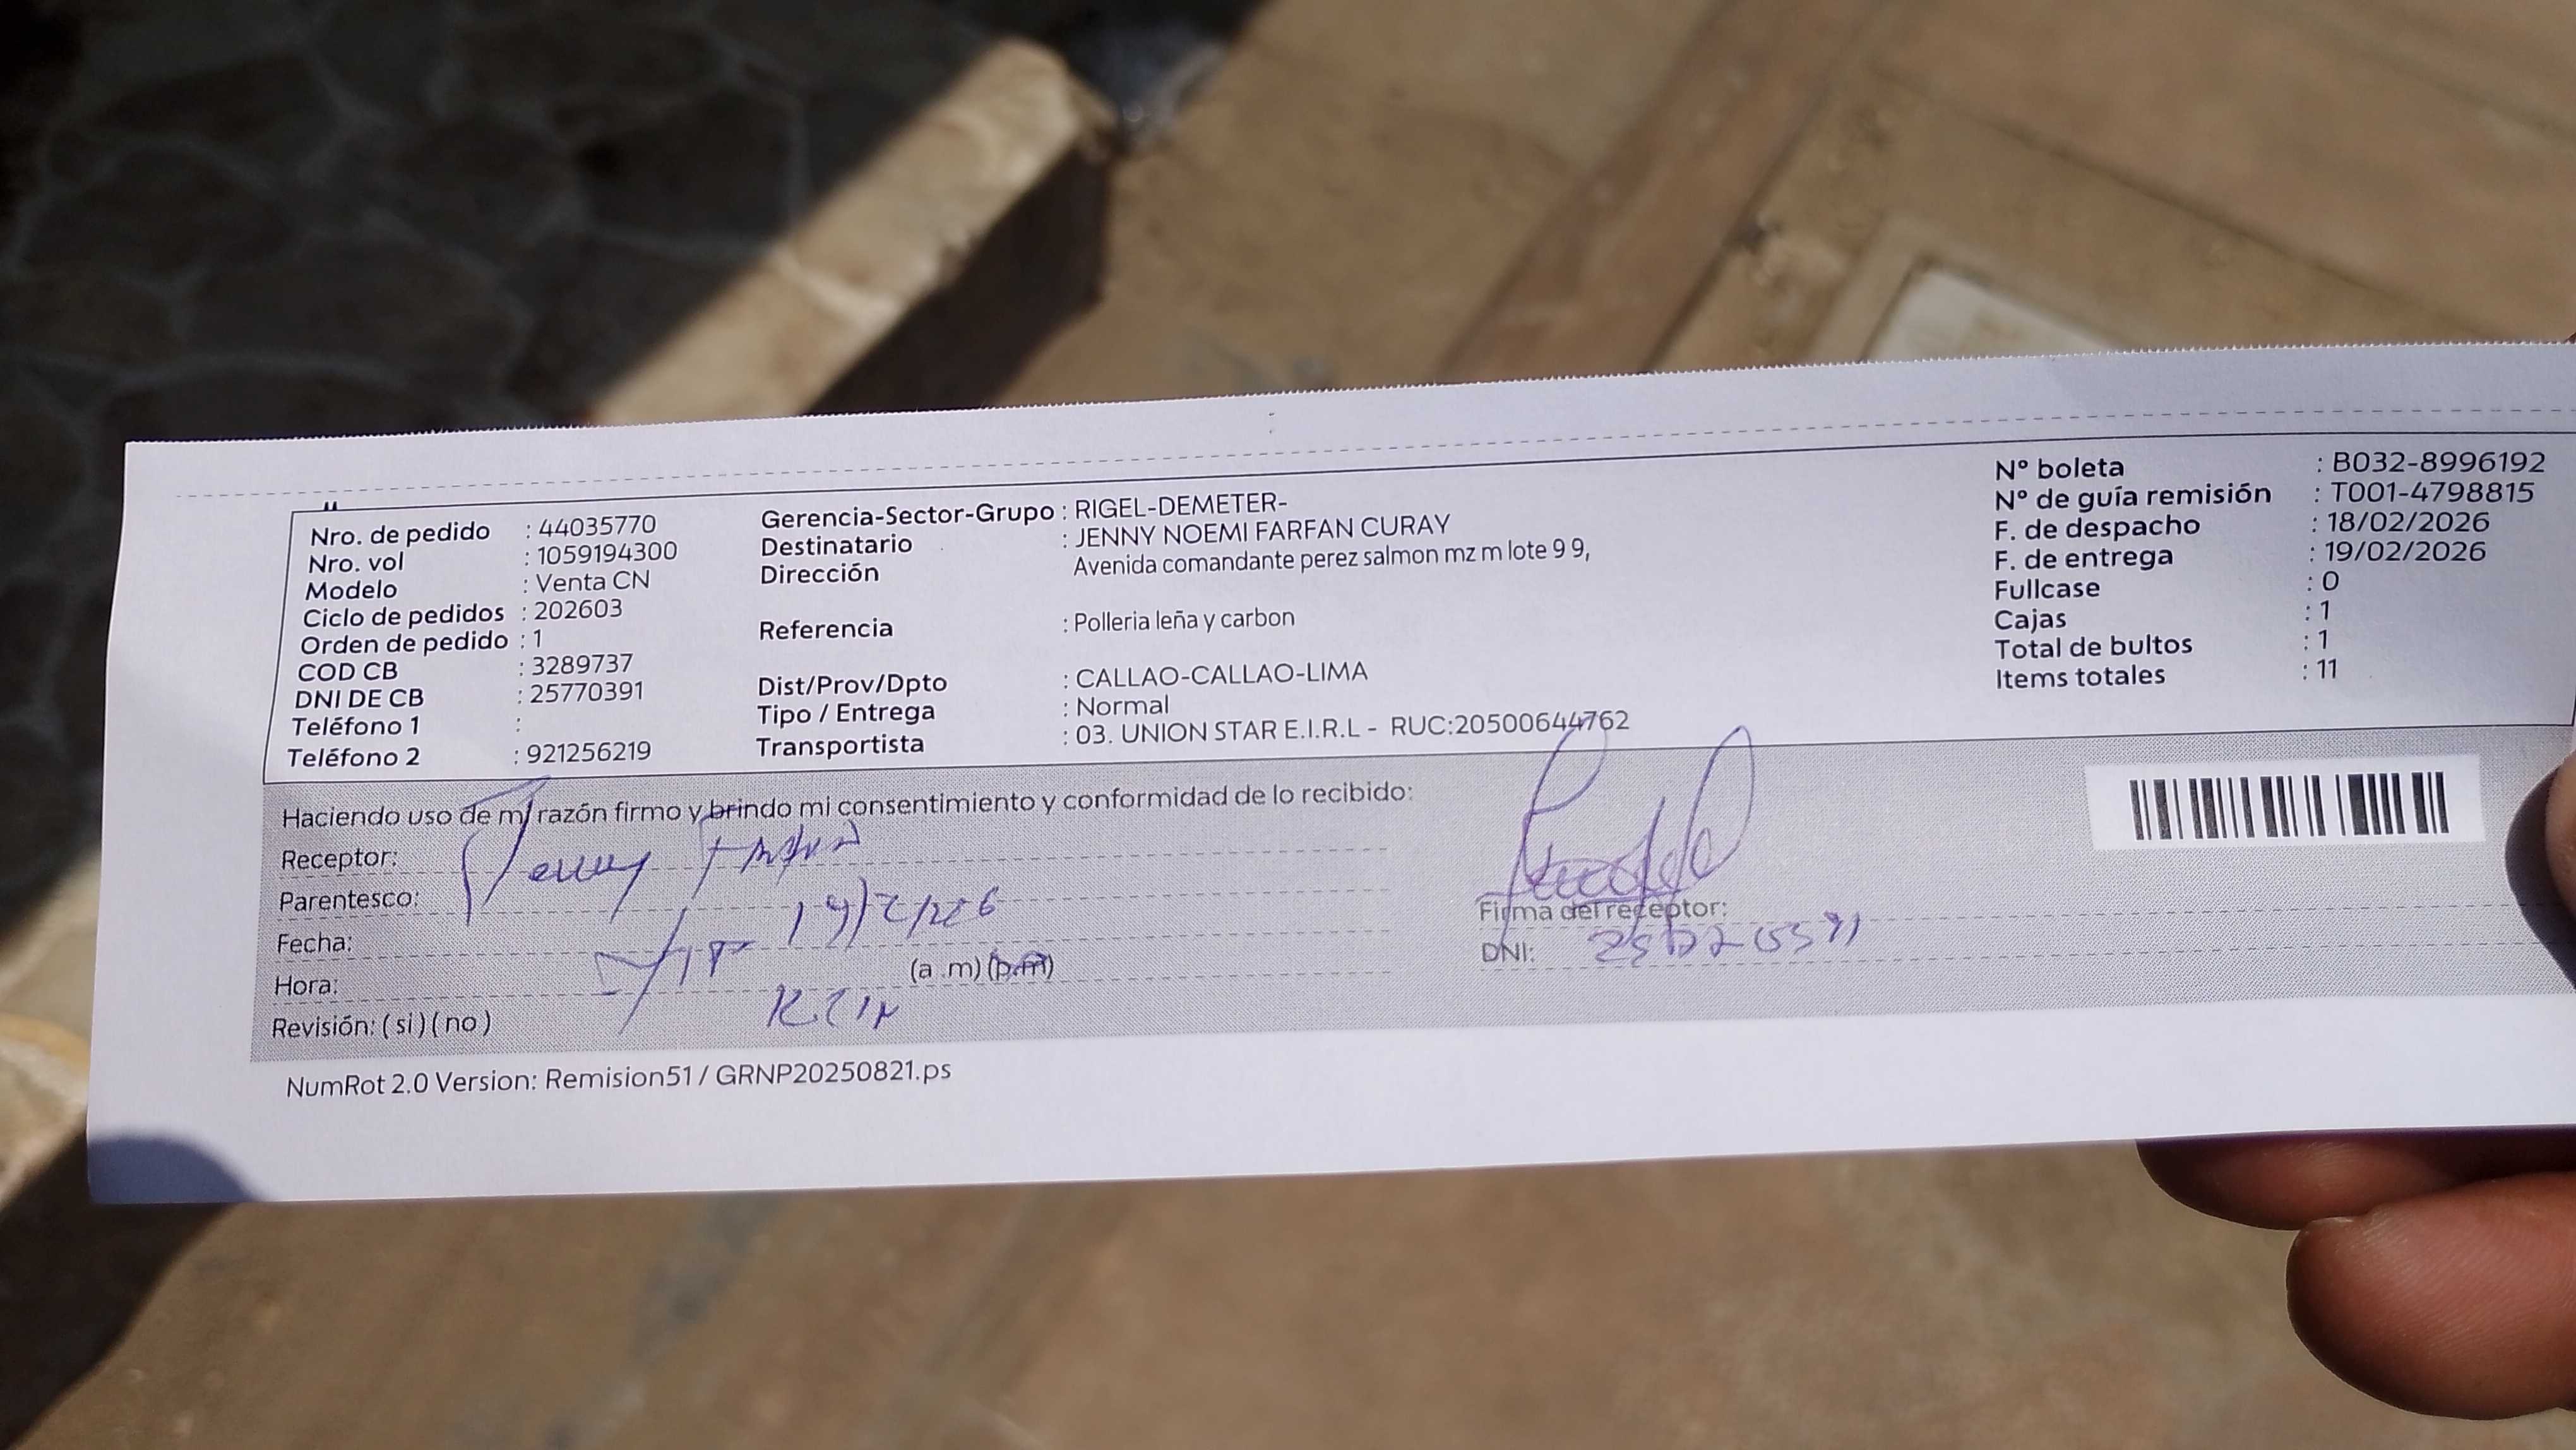 Nro. de pedido : 44035770
Nro. vol : 1059194300
Modelo : Venta CN
Ciclo de pedidos : 202603
Orden de pedido : 1
COD CB : 3289737
DNI DE CB : 25770391
Teléfono 1 :
Teléfono 2 : 921256219
Gerencia-Sector-Grupo : RIGEL-DEMETER-
Destinatario : JENNY NOEMI FARFAN CURAY
Dirección Avenida comandante perez salmon mz m lote 9 9,
Referencia : Polleria leña y carbon
Dist/Prov/Dpto : CALLAO-CALLAO-LIMA
Tipo / Entrega : Normal
Transportista : 03. UNION STAR E.I.R.L - RUC:20500644762
Nº boleta : B032-8996192
Nº de guía remisión : T001-4798815
F. de despacho : 18/02/2026
F. de entrega : 19/02/2026
Fullcase : 0
Cajas : 1
Total de bultos : 1
Items totales : 11
Haciendo uso de mi razón firmo y brindo mi consentimiento y conformidad de lo recibido:
Receptor: Jenny Farfan
Parentesco:
Fecha:
Hora: (a .m) (p.m)
Revisión: ( si ) ( no )
Firma del receptor:
DNI:
NumRot 2.0 Version: Remision51 / GRNP20250821.ps